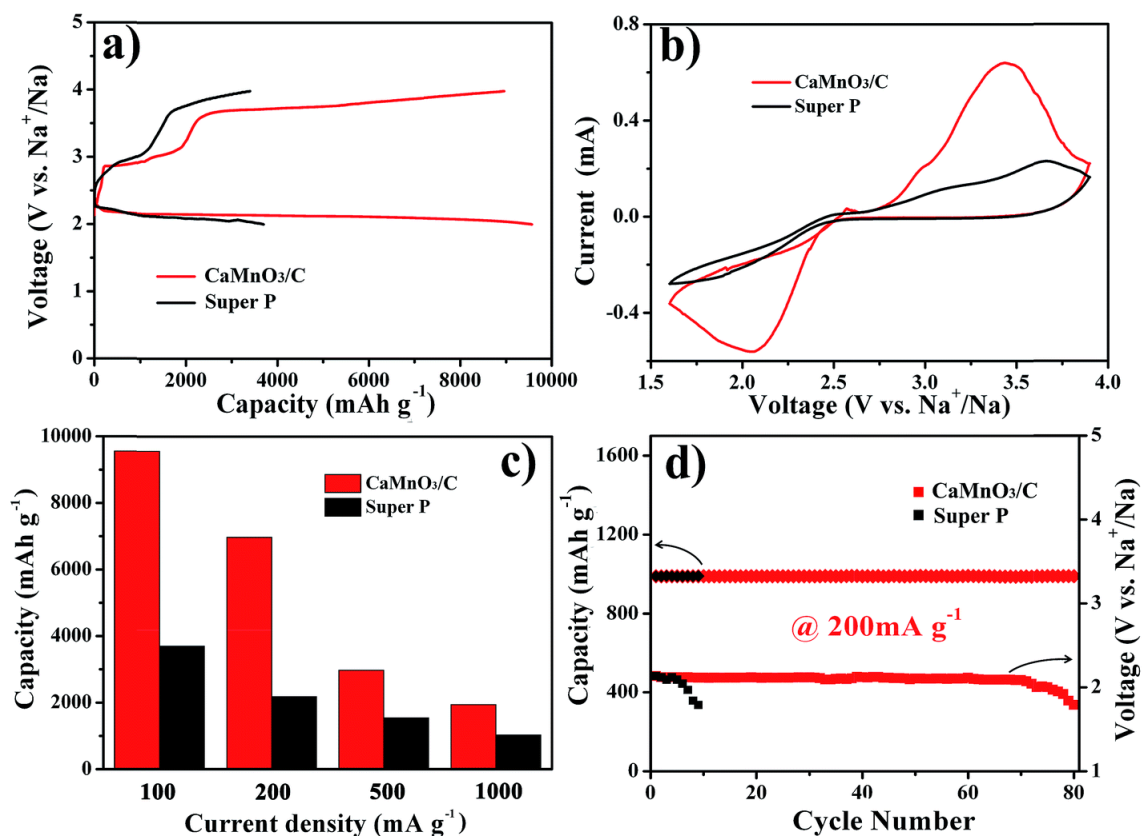 a)
5
4
3
2
1
0
Voltage (V vs. Na⁺/Na)
CaMnO₃/C
Super P
0 2000 4000 6000 8000 10000
Capacity (mAh g⁻¹)
b)
0.8
0.4
0.0
-0.4
Current (mA)
CaMnO₃/C
Super P
1.5 2.0 2.5 3.0 3.5 4.0
Voltage (V vs. Na⁺/Na)
c)
10000
8000
6000
4000
2000
0
Capacity (mAh g⁻¹)
CaMnO₃/C
Super P
100 200 500 1000
Current density (mA g⁻¹)
d)
1600
1200
800
400
0
Capacity (mAh g⁻¹)
CaMnO₃/C
Super P
@ 200mA g⁻¹
5
4
3
2
1
Voltage (V vs. Na⁺/Na)
0 20 40 60 80
Cycle Number